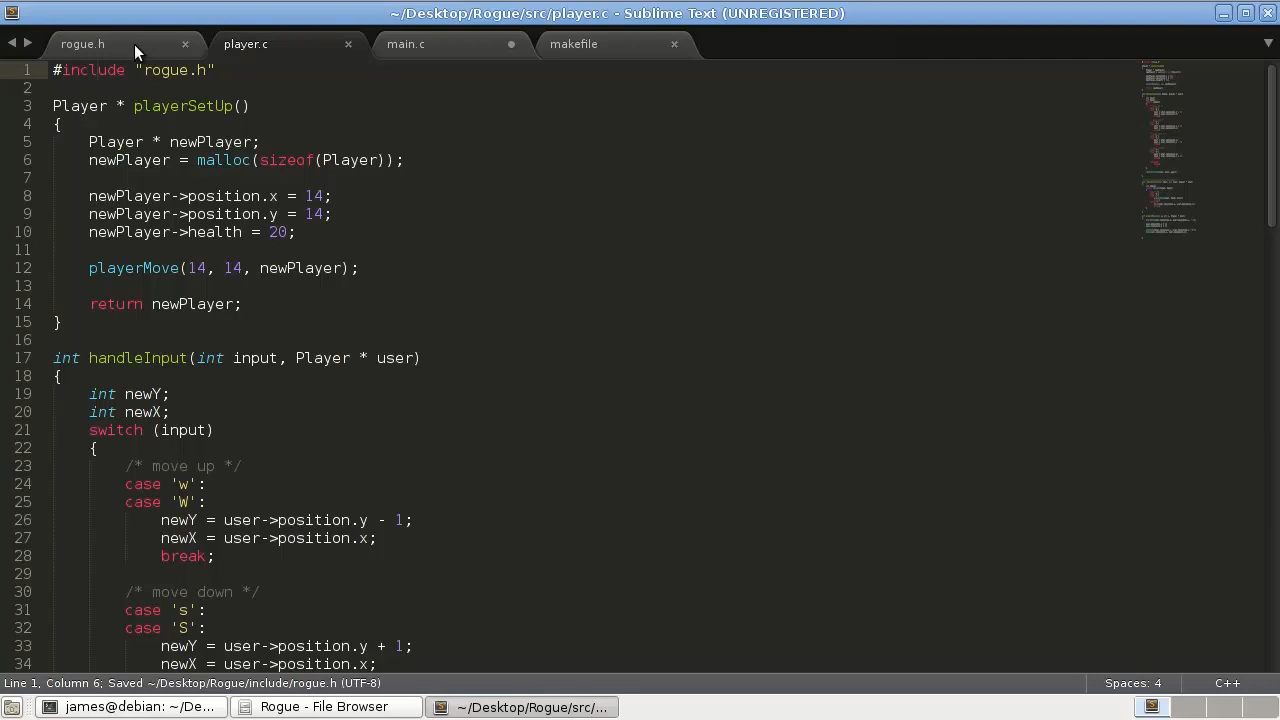 ~/Desktop/Rogue/src/player.c - Sublime Text (UNREGISTERED)
rogue.h player.c main.c makefile
1 #include "rogue.h"
2
3 Player * playerSetUp()
4 {
5 Player * newPlayer;
6 newPlayer = malloc(sizeof(Player));
7
8 newPlayer->position.x = 14;
9 newPlayer->position.y = 14;
10 newPlayer->health = 20;
11
12 playerMove(14, 14, newPlayer);
13
14 return newPlayer;
15 }
16
17 int handleInput(int input, Player * user)
18 {
19 int newY;
20 int newX;
21 switch (input)
22 {
23 /* move up */
24 case 'w':
25 case 'W':
26 newY = user->position.y - 1;
27 newX = user->position.x;
28 break;
29
30 /* move down */
31 case 's':
32 case 'S':
33 newY = user->position.y + 1;
34 newX = user->position.x;
Line 1, Column 6; Saved ~/Desktop/Rogue/include/rogue.h (UTF-8) Spaces: 4 C++
james@debian: ~/De... Rogue - File Browser ~/Desktop/Rogue/src/...